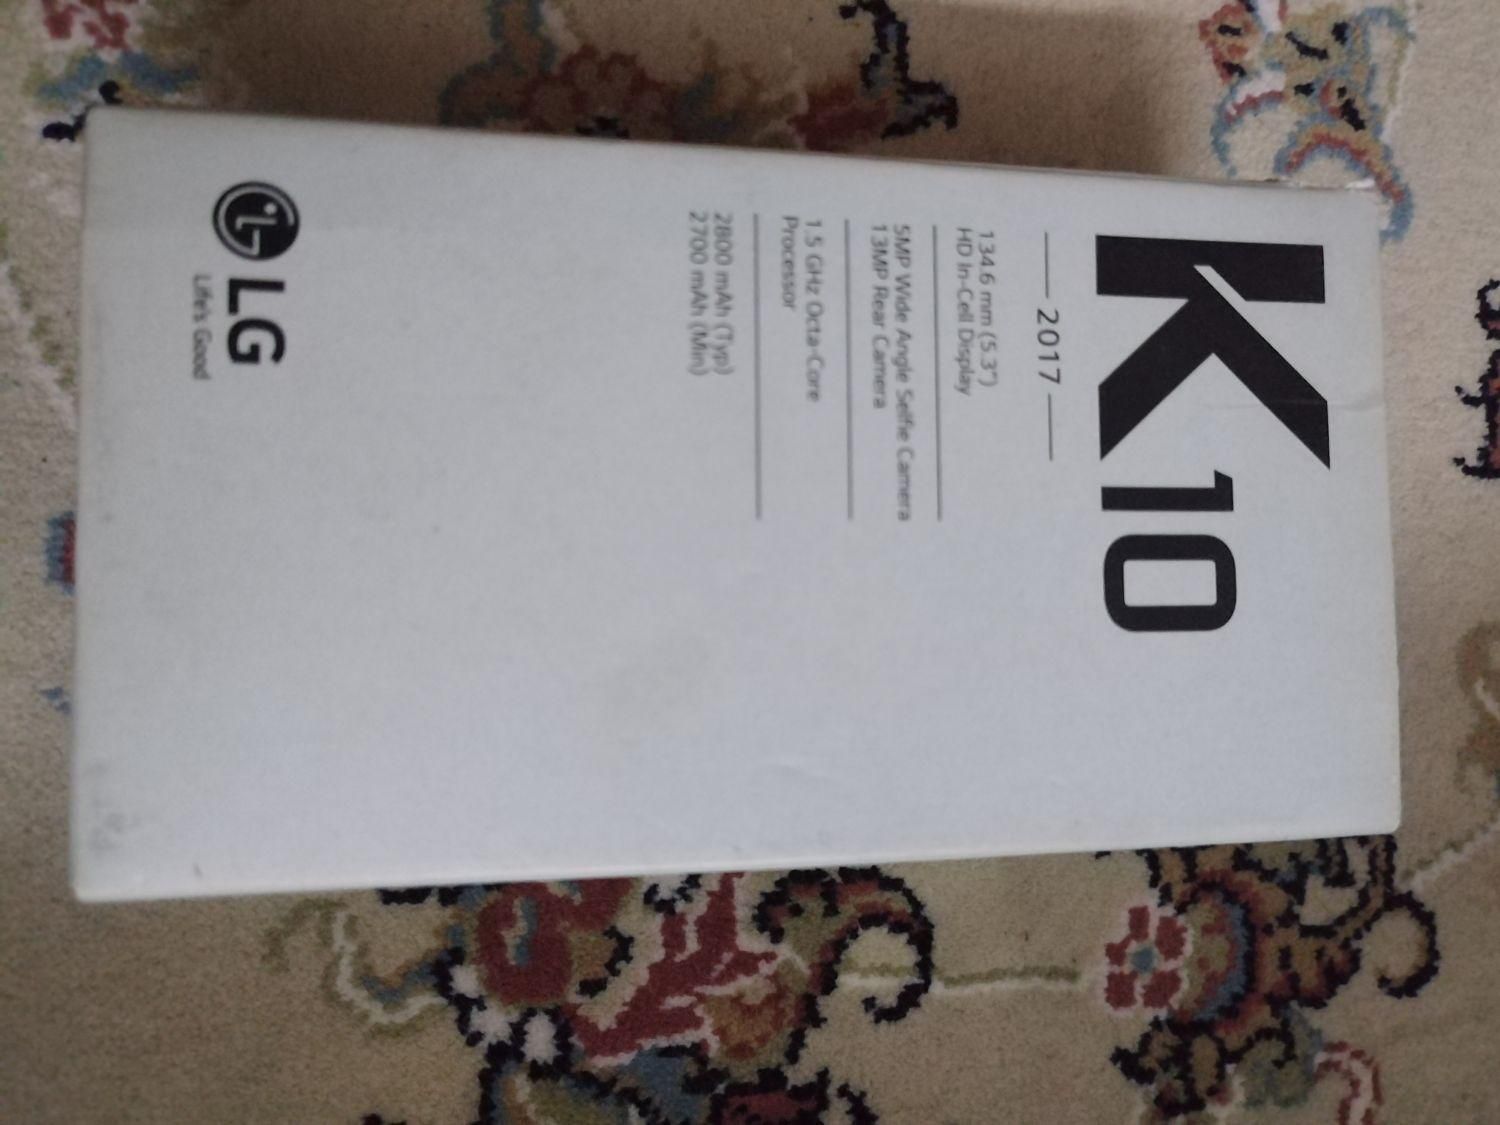 K10
2017
134.6 mm (5.3")
HD In-Cell Display
5MP Wide Angle Selfie Camera
13MP Rear Camera
1.5 GHz Octa-Core
Processor
2800 mAh (Typ)
2700 mAh (Min)
LG
Life's Good